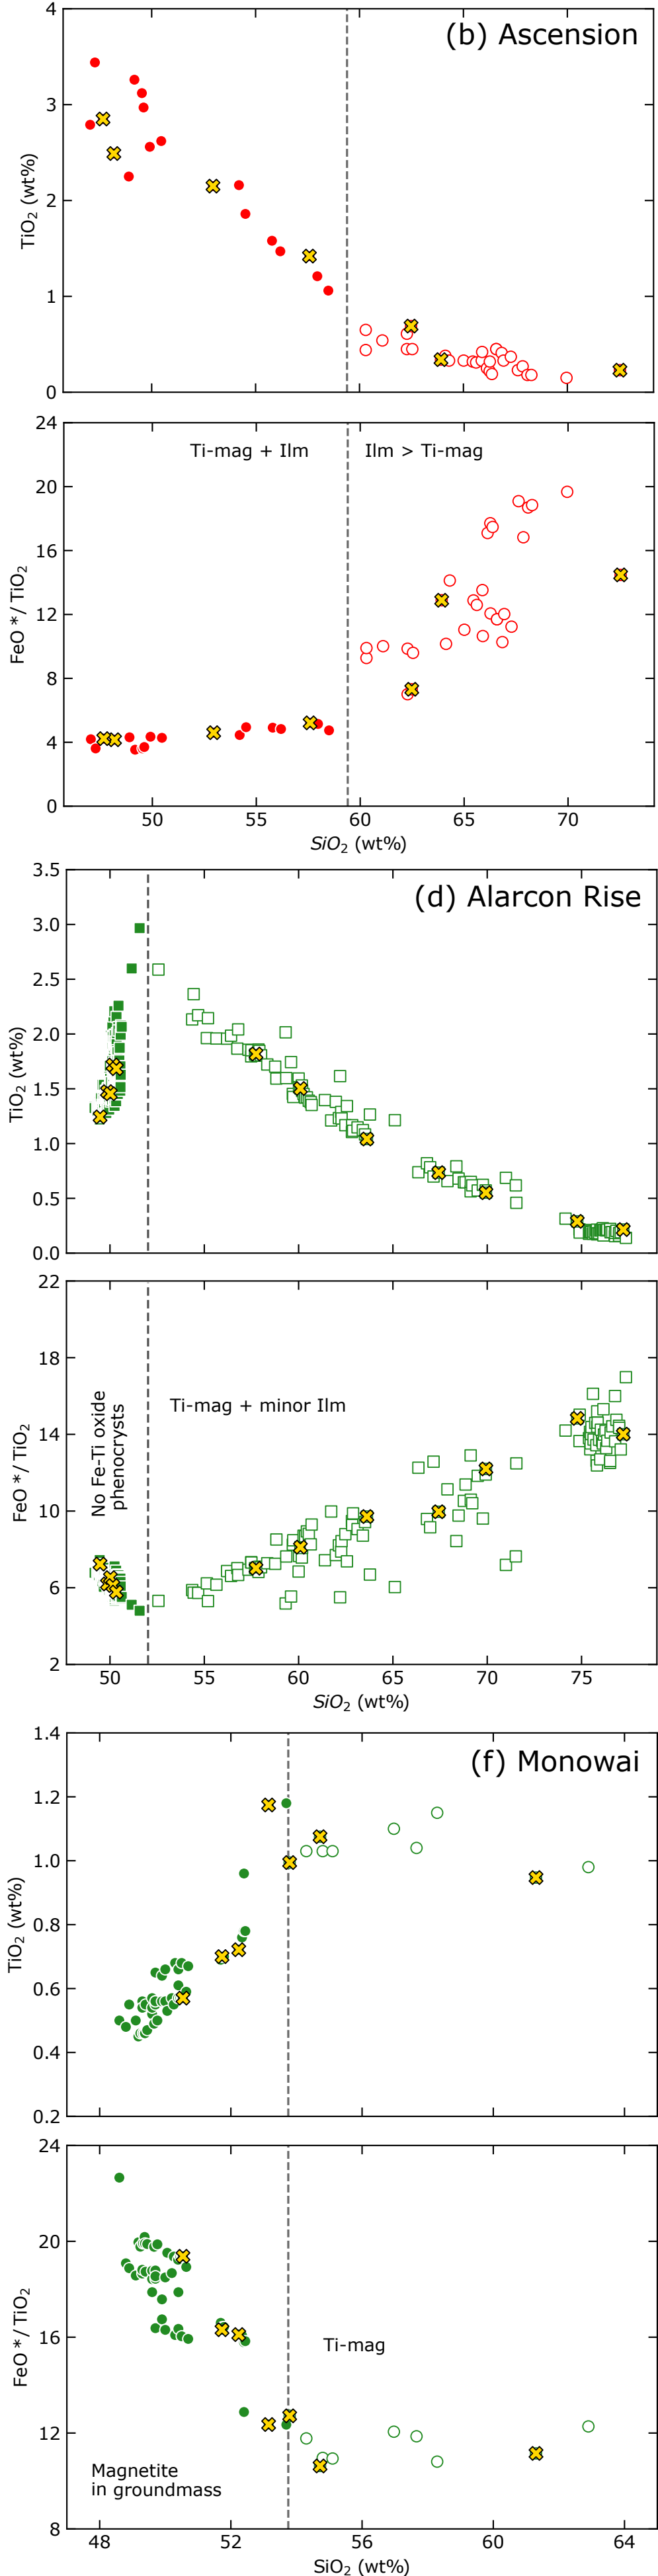 (b) Ascension
4
3
2
1
0
TiO2 (wt%)
24
20
16
12
8
4
0
FeO*/TiO2
Ti-mag + Ilm
Ilm > Ti-mag
50 55 60 65 70
SiO2 (wt%)
(d) Alarcon Rise
3.5
3.0
2.5
2.0
1.5
1.0
0.5
0.0
TiO2 (wt%)
22
18
14
10
6
2
FeO*/TiO2
No Fe-Ti oxide
phenocrysts
Ti-mag + minor Ilm
50 55 60 65 70 75
SiO2 (wt%)
(f) Monowai
1.4
1.2
1.0
0.8
0.6
0.4
0.2
TiO2 (wt%)
24
20
16
12
8
FeO*/TiO2
Ti-mag
Magnetite
in groundmass
48 52 56 60 64
SiO2 (wt%)